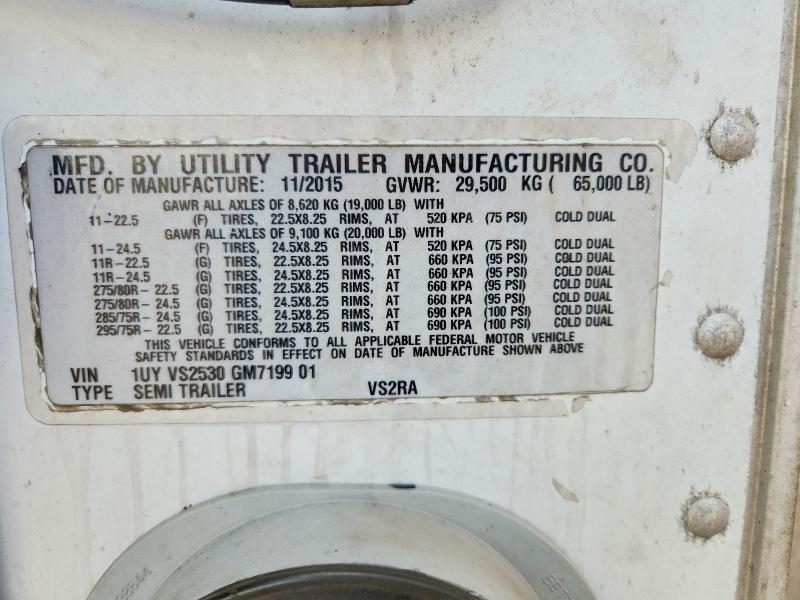 MFD. BY UTILITY TRAILER MANUFACTURING CO.
DATE OF MANUFACTURE: 11/2015 GVWR: 29,500 KG ( 65,000 LB)
GAWR ALL AXLES OF 8,620 KG (19,000 LB) WITH
11-22.5 (F) TIRES, 22.5X8.25 RIMS, AT 520 KPA (75 PSI) COLD DUAL
GAWR ALL AXLES OF 9,100 KG (20,000 LB) WITH
11-24.5 (F) TIRES, 24.5X8.25 RIMS, AT 520 KPA (75 PSI) COLD DUAL
11R-22.5 (G) TIRES, 22.5X8.25 RIMS, AT 660 KPA (95 PSI) COLD DUAL
11R-24.5 (G) TIRES, 24.5X8.25 RIMS, AT 660 KPA (95 PSI) COLD DUAL
275/80R- 22.5 (G) TIRES, 22.5X8.25 RIMS, AT 660 KPA (95 PSI) COLD DUAL
275/80R- 24.5 (G) TIRES, 24.5X8.25 RIMS, AT 660 KPA (95 PSI) COLD DUAL
285/75R- 24.5 (G) TIRES, 24.5X8.25 RIMS, AT 690 KPA (100 PSI) COLD DUAL
295/75R- 22.5 (G) TIRES, 22.5X8.25 RIMS, AT 690 KPA (100 PSI) COLD DUAL
THIS VEHICLE CONFORMS TO ALL APPLICABLE FEDERAL MOTOR VEHICLE
SAFETY STANDARDS IN EFFECT ON DATE OF MANUFACTURE SHOWN ABOVE
VIN 1UY VS2530 GM7199 01
TYPE SEMI TRAILER VS2RA